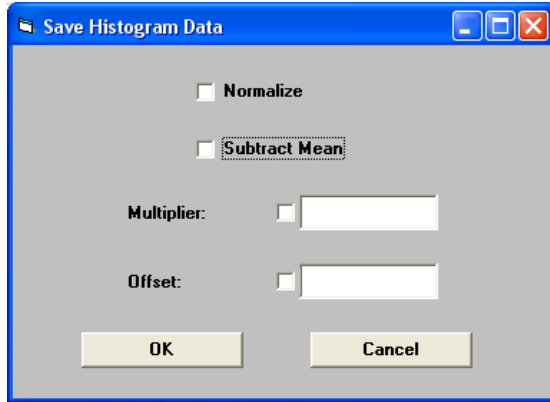 Save Histogram Data
Normalize
Subtract Mean
Multiplier:
Offset:
OK Cancel